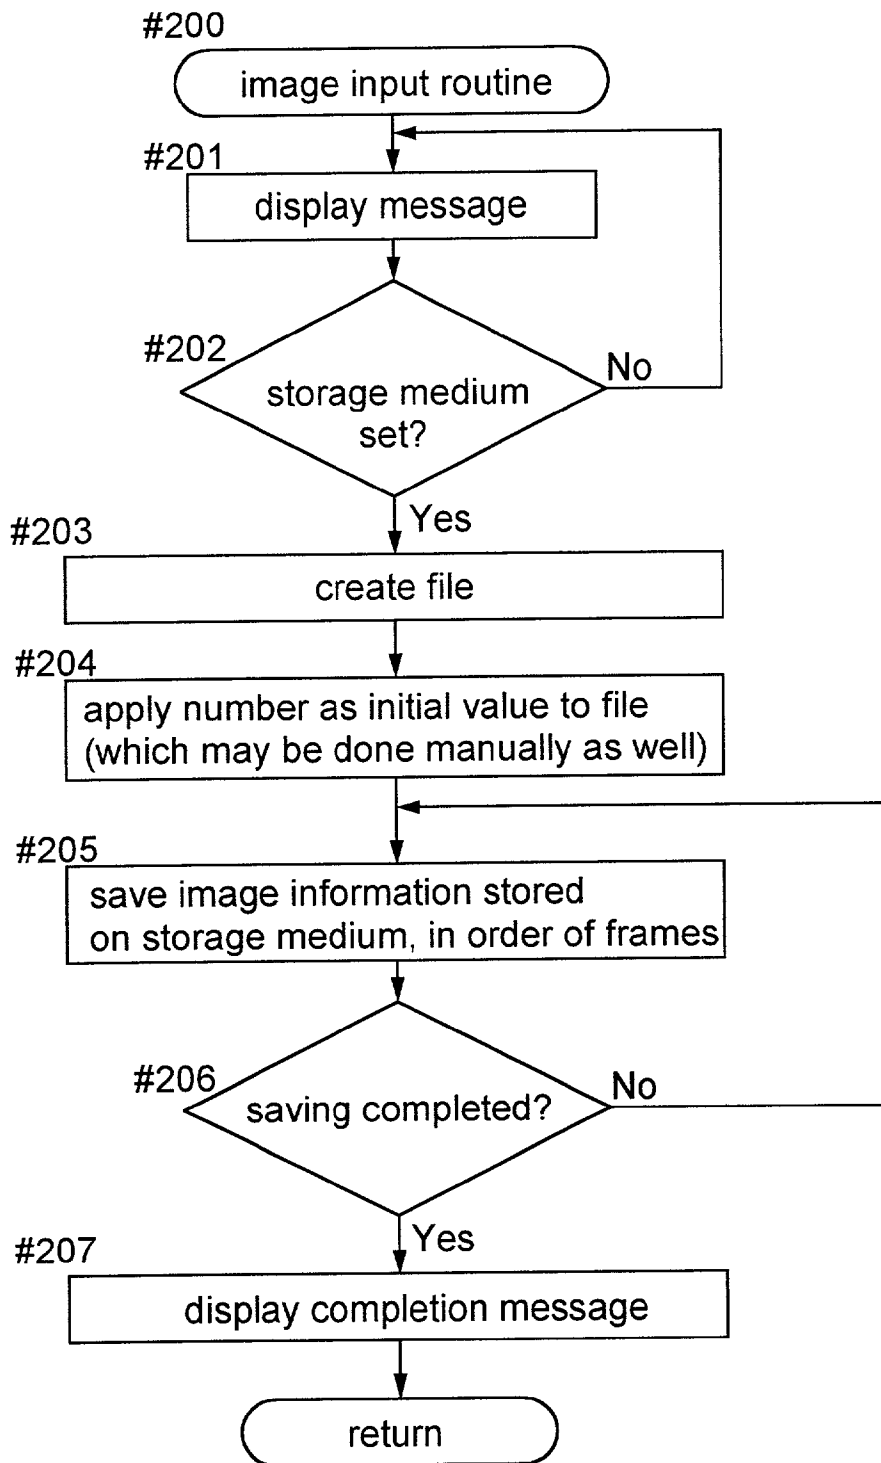 #200
image input routine
#201
display message
#202
storage medium
set?
No
Yes
#203
create file
#204
apply number as initial value to file
(which may be done manually as well)
#205
save image information stored
on storage medium, in order of frames
#206
saving completed?
No
Yes
#207
display completion message
return